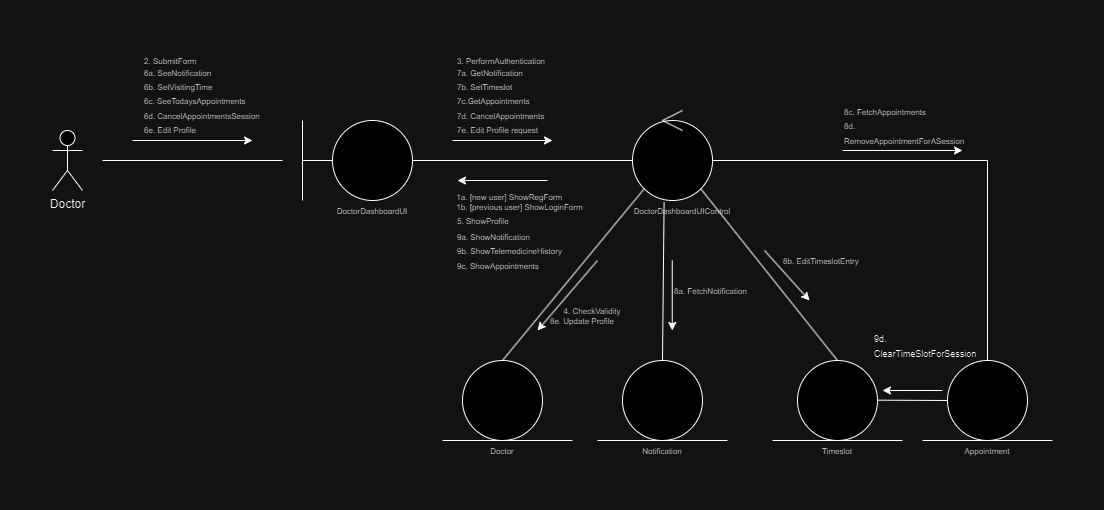 2. SubmitForm
6a. SeeNotification
6b. SetVisitingTime
6c. SeeTodaysAppointments
6d. CancelAppointmentsSession
6e. Edit Profile
Doctor
DoctorDashboardUI
3. PerformAuthentication
7a. GetNotification
7b. SetTimeslot
7c.GetAppointments
7d. CancelAppointments
7e. Edit Profile request
1a. [new user] ShowRegForm
1b. [previous user] ShowLoginForm
5. ShowProfile
9a. ShowNotification
9b. ShowTelemedicineHistory
9c. ShowAppointments
DoctorDashboardUIControl
8c. FetchAppointments
8d.
RemoveAppointmentForASession
8b. EditTimeslotEntry
8a. FetchNotification
4. CheckValidity
8e. Update Profile
9d.
ClearTimeSlotForSession
Doctor
Notification
Timeslot
Appointment